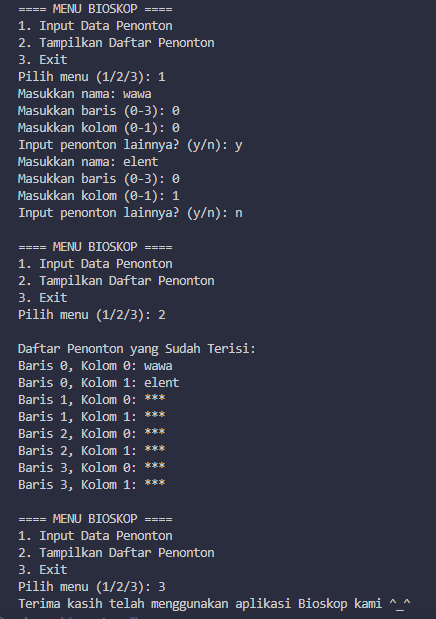 ==== MENU BIOSKOP ====
1. Input Data Penonton
2. Tampilkan Daftar Penonton
3. Exit
Pilih menu (1/2/3): 1
Masukkan nama: wawa
Masukkan baris (0-3): 0
Masukkan kolom (0-1): 0
Input penonton lainnya? (y/n): y
Masukkan nama: elent
Masukkan baris (0-3): 0
Masukkan kolom (0-1): 1
Input penonton lainnya? (y/n): n

==== MENU BIOSKOP ====
1. Input Data Penonton
2. Tampilkan Daftar Penonton
3. Exit
Pilih menu (1/2/3): 2

Daftar Penonton yang Sudah Terisi:
Baris 0, Kolom 0: wawa
Baris 0, Kolom 1: elent
Baris 1, Kolom 0: ***
Baris 1, Kolom 1: ***
Baris 2, Kolom 0: ***
Baris 2, Kolom 1: ***
Baris 3, Kolom 0: ***
Baris 3, Kolom 1: ***

==== MENU BIOSKOP ====
1. Input Data Penonton
2. Tampilkan Daftar Penonton
3. Exit
Pilih menu (1/2/3): 3
Terima kasih telah menggunakan aplikasi Bioskop kami ^_^